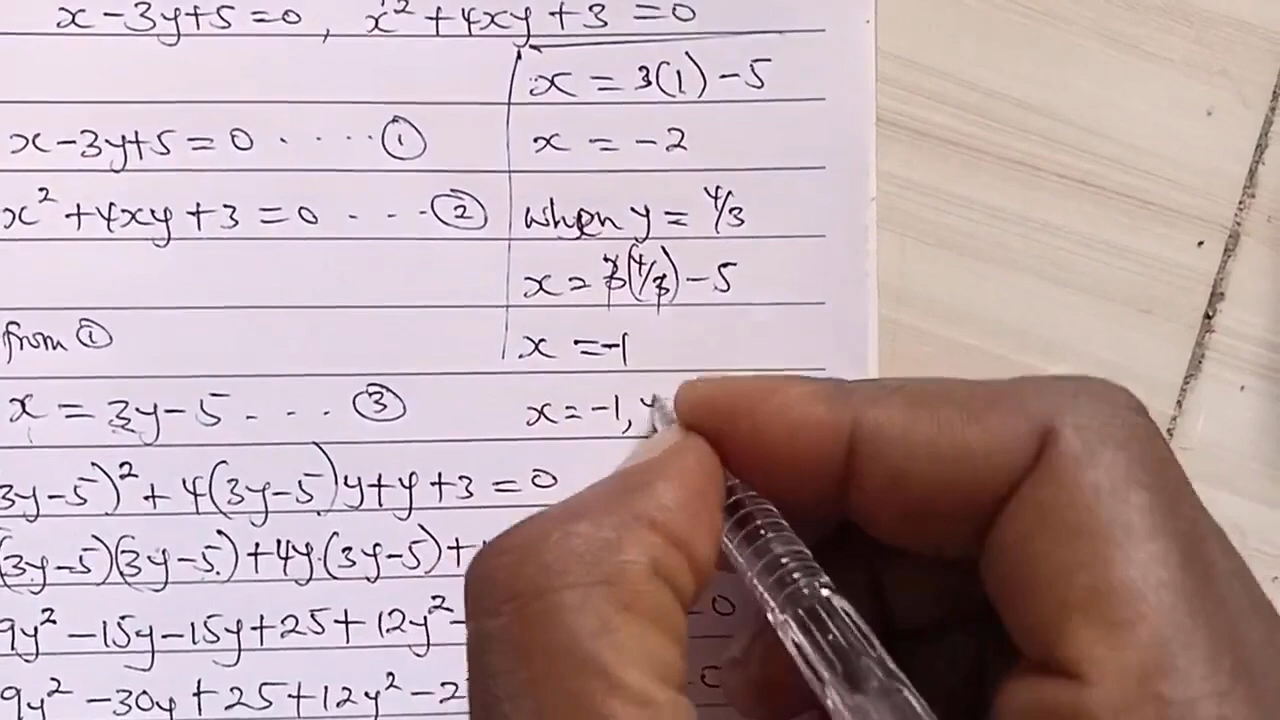 x-3y+5=0, x²+4xy+3=0
x-3y+5=0 ....①
x²+4xy+3=0 ...②
from ①
x=3y-5 ...③
3y-5)²+4(3y-5)y+y+3=0
(3y-5)(3y-5)+4y(3y-5)+
9y²-15y-15y+25+12y²-
9y²-30y+25+12y²-2
x=3(1)-5
x=-2
when y=4/3
x=3(4/3)-5
x=-1
x=-1, y